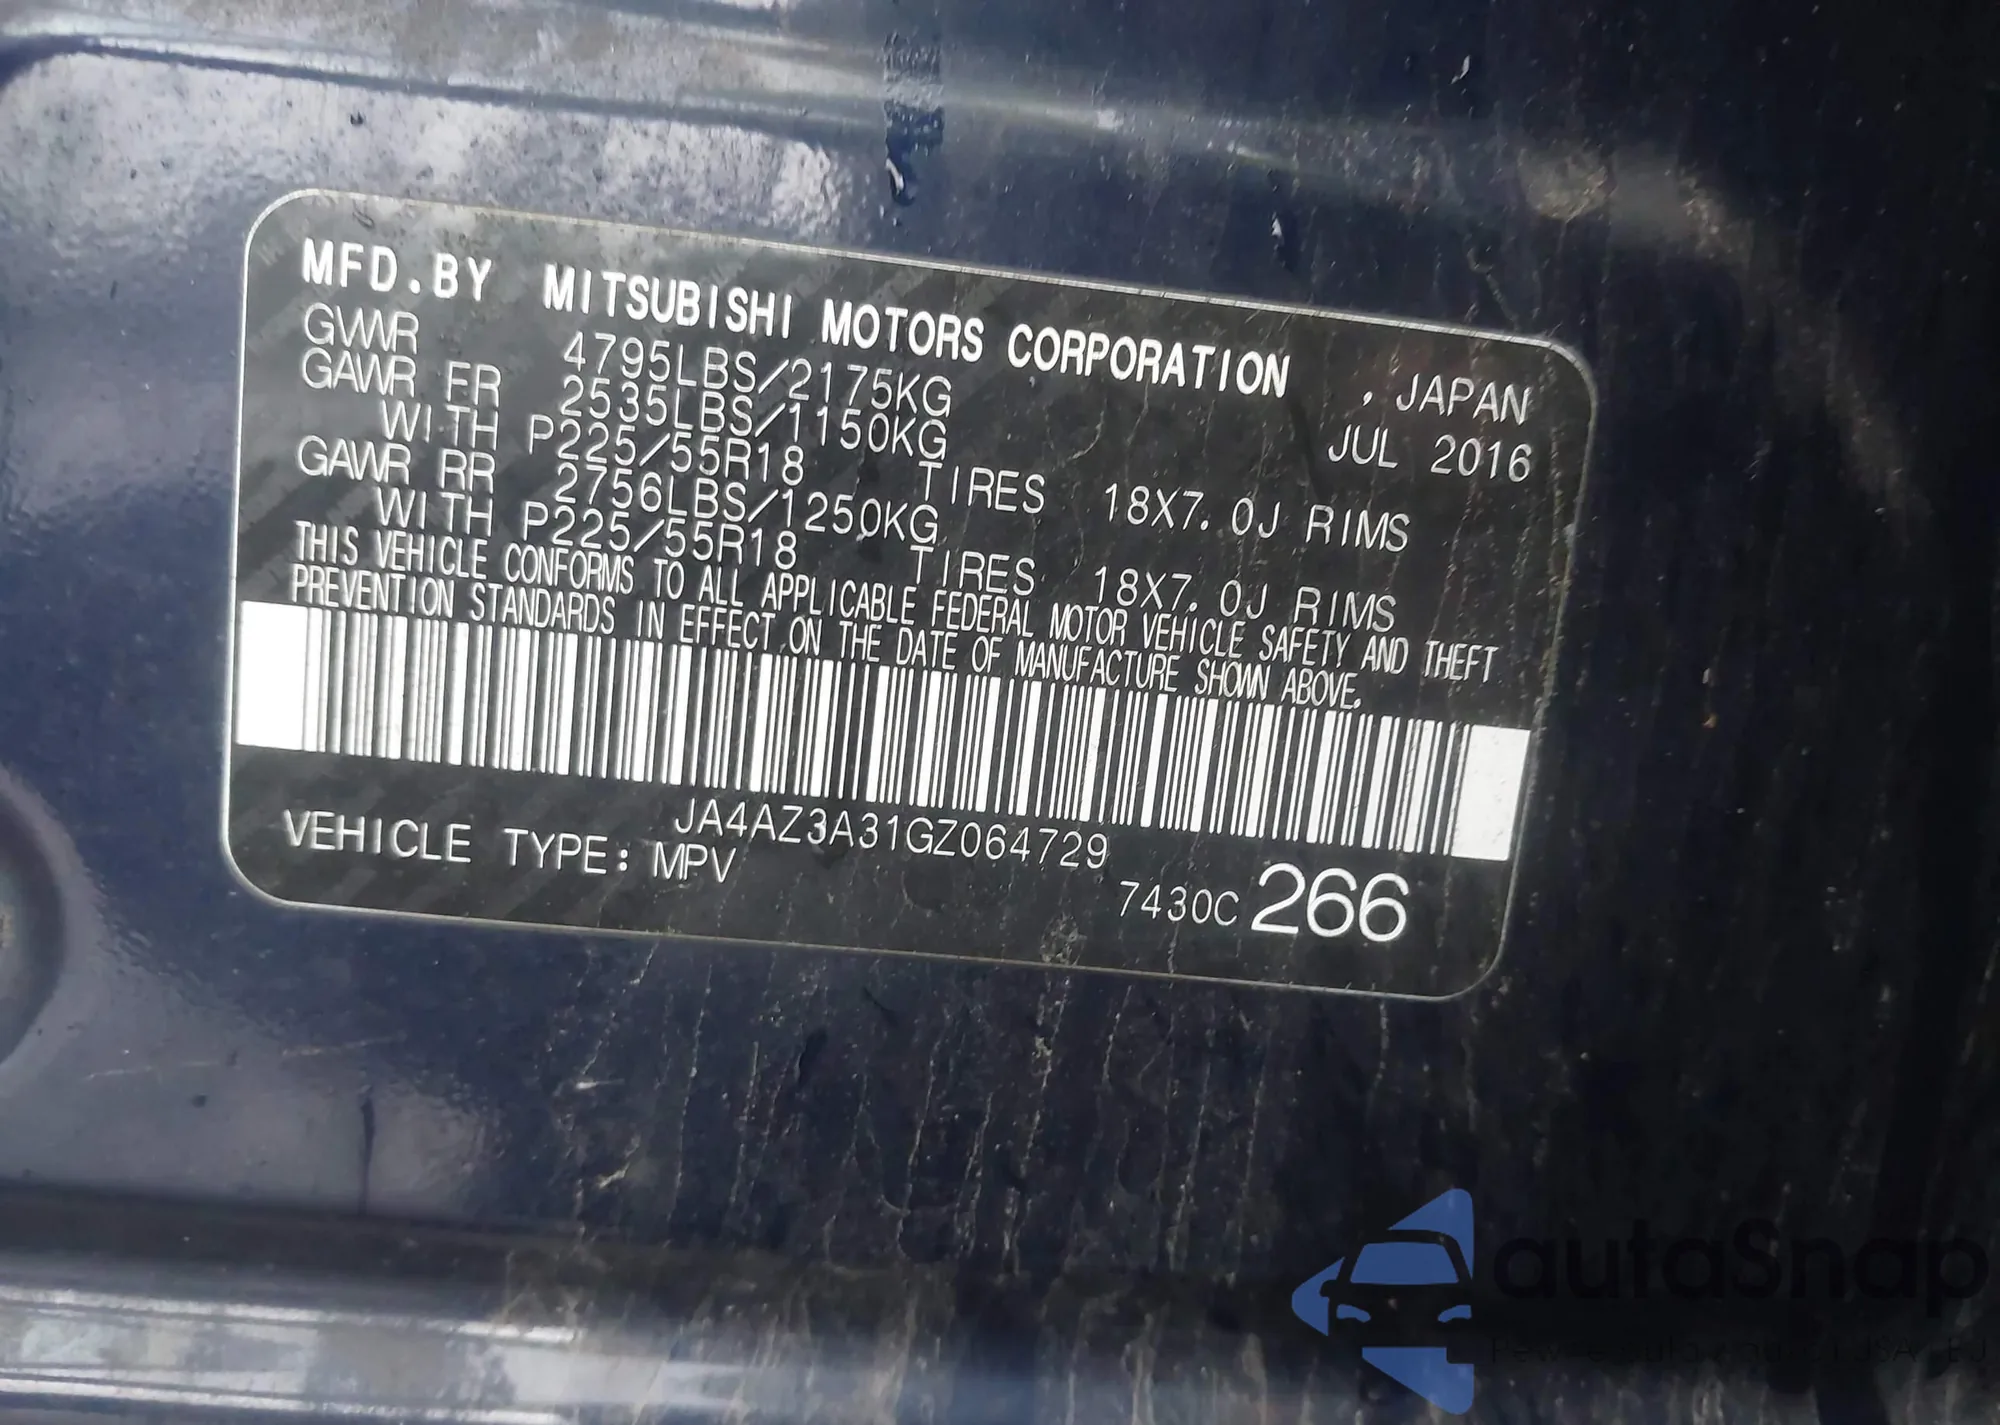 MFD.BY MITSUBISHI MOTORS CORPORATION , JAPAN
GVWR 4795LBS/2175KG JUL 2016
GAWR FR 2535LBS/1150KG
WITH P225/55R18 TIRES 18X7.0J RIMS
GAWR RR 2756LBS/1250KG
WITH P225/55R18 TIRES 18X7.0J RIMS
THIS VEHICLE CONFORMS TO ALL APPLICABLE FEDERAL MOTOR VEHICLE SAFETY AND THEFT
PREVENTION STANDARDS IN EFFECT ON THE DATE OF MANUFACTURE SHOWN ABOVE.
JA4AZ3A31GZ064729
VEHICLE TYPE: MPV
7430C 266
autaSnap